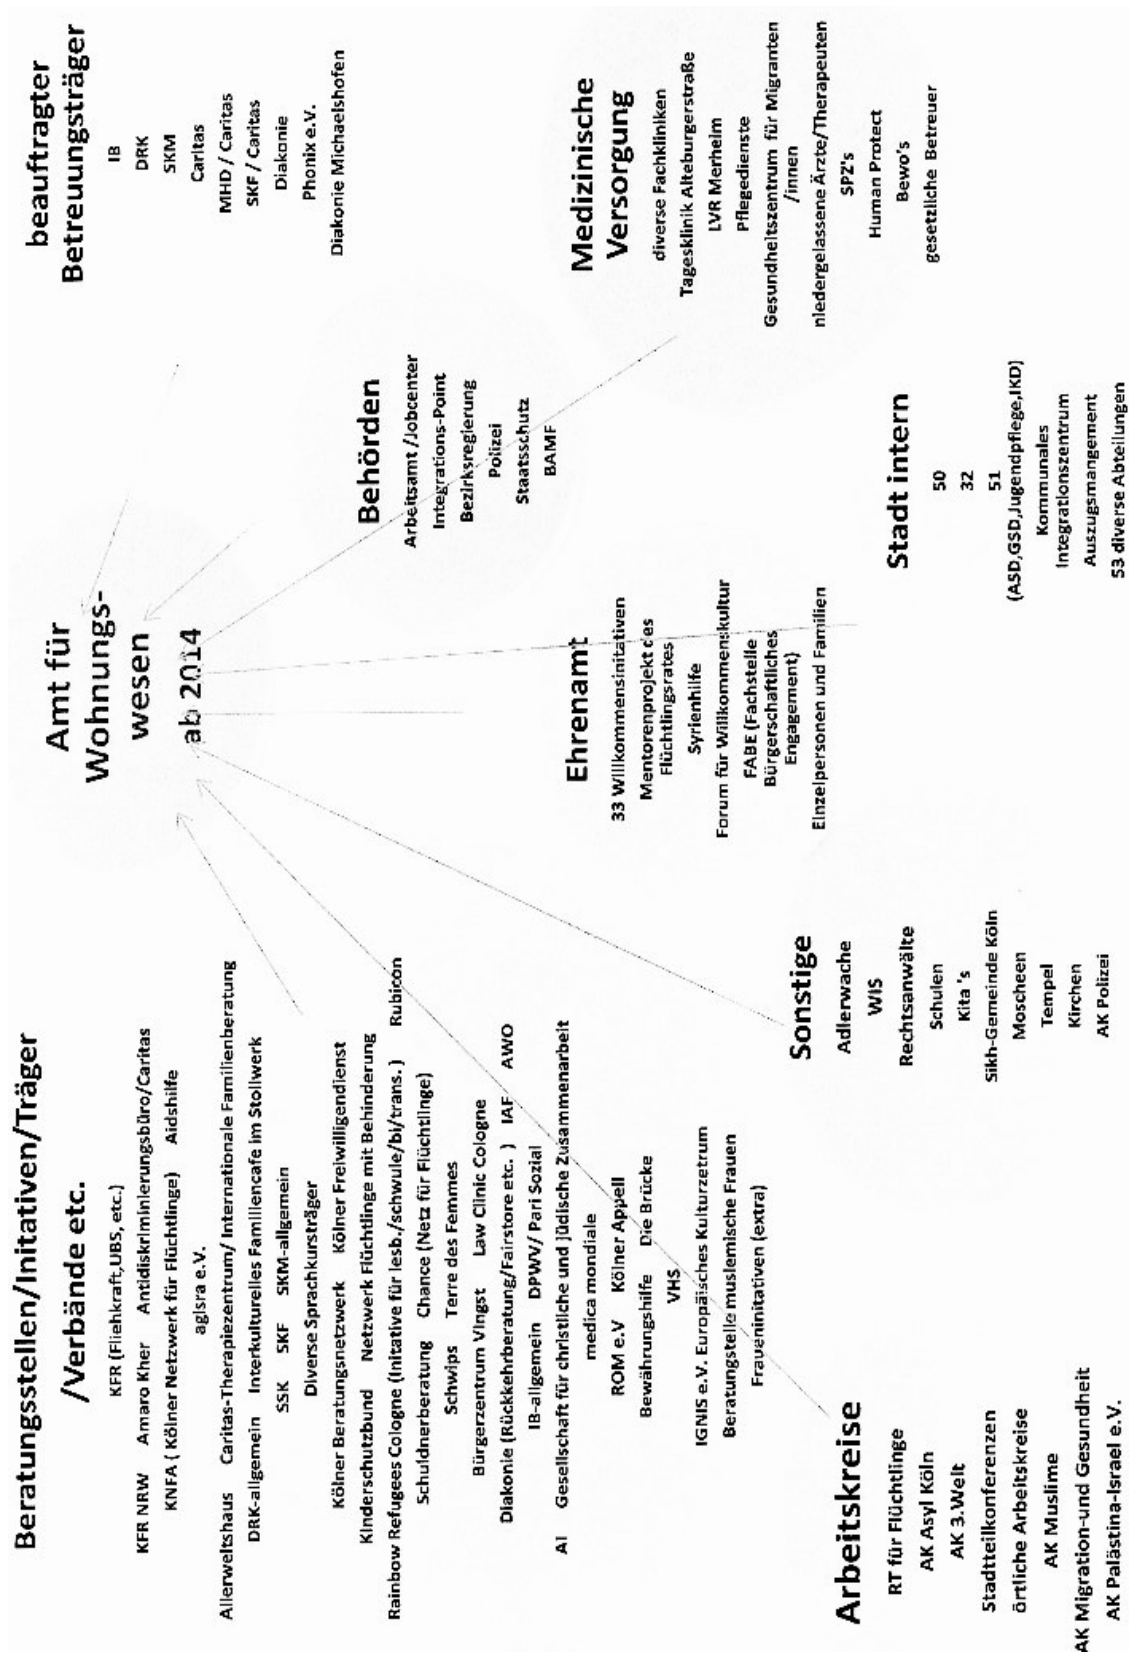 Beratungsstellen/Initativen/Träger
/Verbände etc.
KFR (Fliehkraft,UBS, etc.)
KFR NRW Amaro Kher Antidiskriminierungsbüro/Caritas
KNFA ( Kölner Netzwerk für Flüchtlinge) Aidshilfe
agisra e.V.
Allerweltshaus Caritas-Therapiezentrum/ Internationale Familienberatung
DRK-allgemein Interkulturelles Familiencafe im Stollwerk
SSK SKF SKM-allgemein
Diverse Sprachkursträger
Kölner Beratungsnetzwerk Kölner Freiwilligendienst
Kinderschutzbund Netzwerk Flüchtlinge mit Behinderung
Rainbow Refugees Cologne (Initative für lesb./schwule/bi/trans. ) Rubicon
Schuldnerberatung Chance (Netz für Flüchtlinge)
Schwips Terre des Femmes
Bürgerzentrum Vingst Law Clinic Cologne
Diakonie (Rückkehrberatung/Fairstore etc. ) IAF AWO
IB-allgemein DPWV/ Pari Sozial
AI Gesellschaft für christliche und jüdische Zusammenarbeit
medica mondiale
ROM e.V Kölner Appell
Bewährungshilfe Die Brücke
VHS
IGNIS e.V. Europäisches Kulturzetrum
Beratungstelle muslemische Frauen
Fraueninitativen (extra)
Amt für
Wohnungs-
wesen
ab 2014
beauftragter
Betreuungsträger
IB
DRK
SKM
Caritas
MHD / Caritas
SKF / Caritas
Diakonie
Phonix e.V.
Diakonie Michaelshofen
Behörden
Arbeitsamt /Jobcenter
Integrations-Point
Bezirksregierung
Polizei
Staatsschutz
BAMF
Medizinische
Versorgung
diverse Fachkliniken
Tagesklinik Alteburgerstraße
LVR Merheim
Pflegedienste
Gesundheitszentrum für Migranten
/innen
niedergelassene Ärzte/Therapeuten
SPZ's
Human Protect
Bewo's
gesetzliche Betreuer
Arbeitskreise
RT für Flüchtlinge
AK Asyl Köln
AK 3.Welt
Stadtteilkonferenzen
örtliche Arbeitskreise
AK Muslime
AK Migration-und Gesundheit
AK Palästina-Israel e.V.
Sonstige
Adlerwache
WIS
Rechtsanwälte
Schulen
Kita 's
Sikh-Gemeinde Köln
Moscheen
Tempel
Kirchen
AK Polizei
Ehrenamt
33 Willkommensinitativen
Mentorenprojekt des
Flüchtlingsrates
Syrienhilfe
Forum für Willkommenskultur
FABE (Fachstelle
Bürgerschaftliches
Engagement)
Einzelpersonen und Familien
Stadt intern
50
32
51
(ASD,GSD,Jugendpflege,IKD)
Kommunales
Integrationszentrum
Auszugsmangement
53 diverse Abteilungen